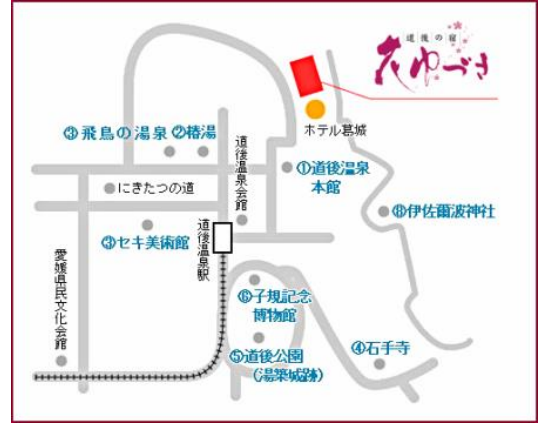 道後の宿
花ゆづき
ホテル葛城
③飛鳥の湯泉
②椿湯
道後温泉会館
①道後温泉
本館
●にきたつの道
⑧伊佐爾波神社
③セキ美術館
道後温泉駅
愛媛県民文化会館
⑥子規記念
博物館
⑤道後公園
(湯築城跡)
④石手寺